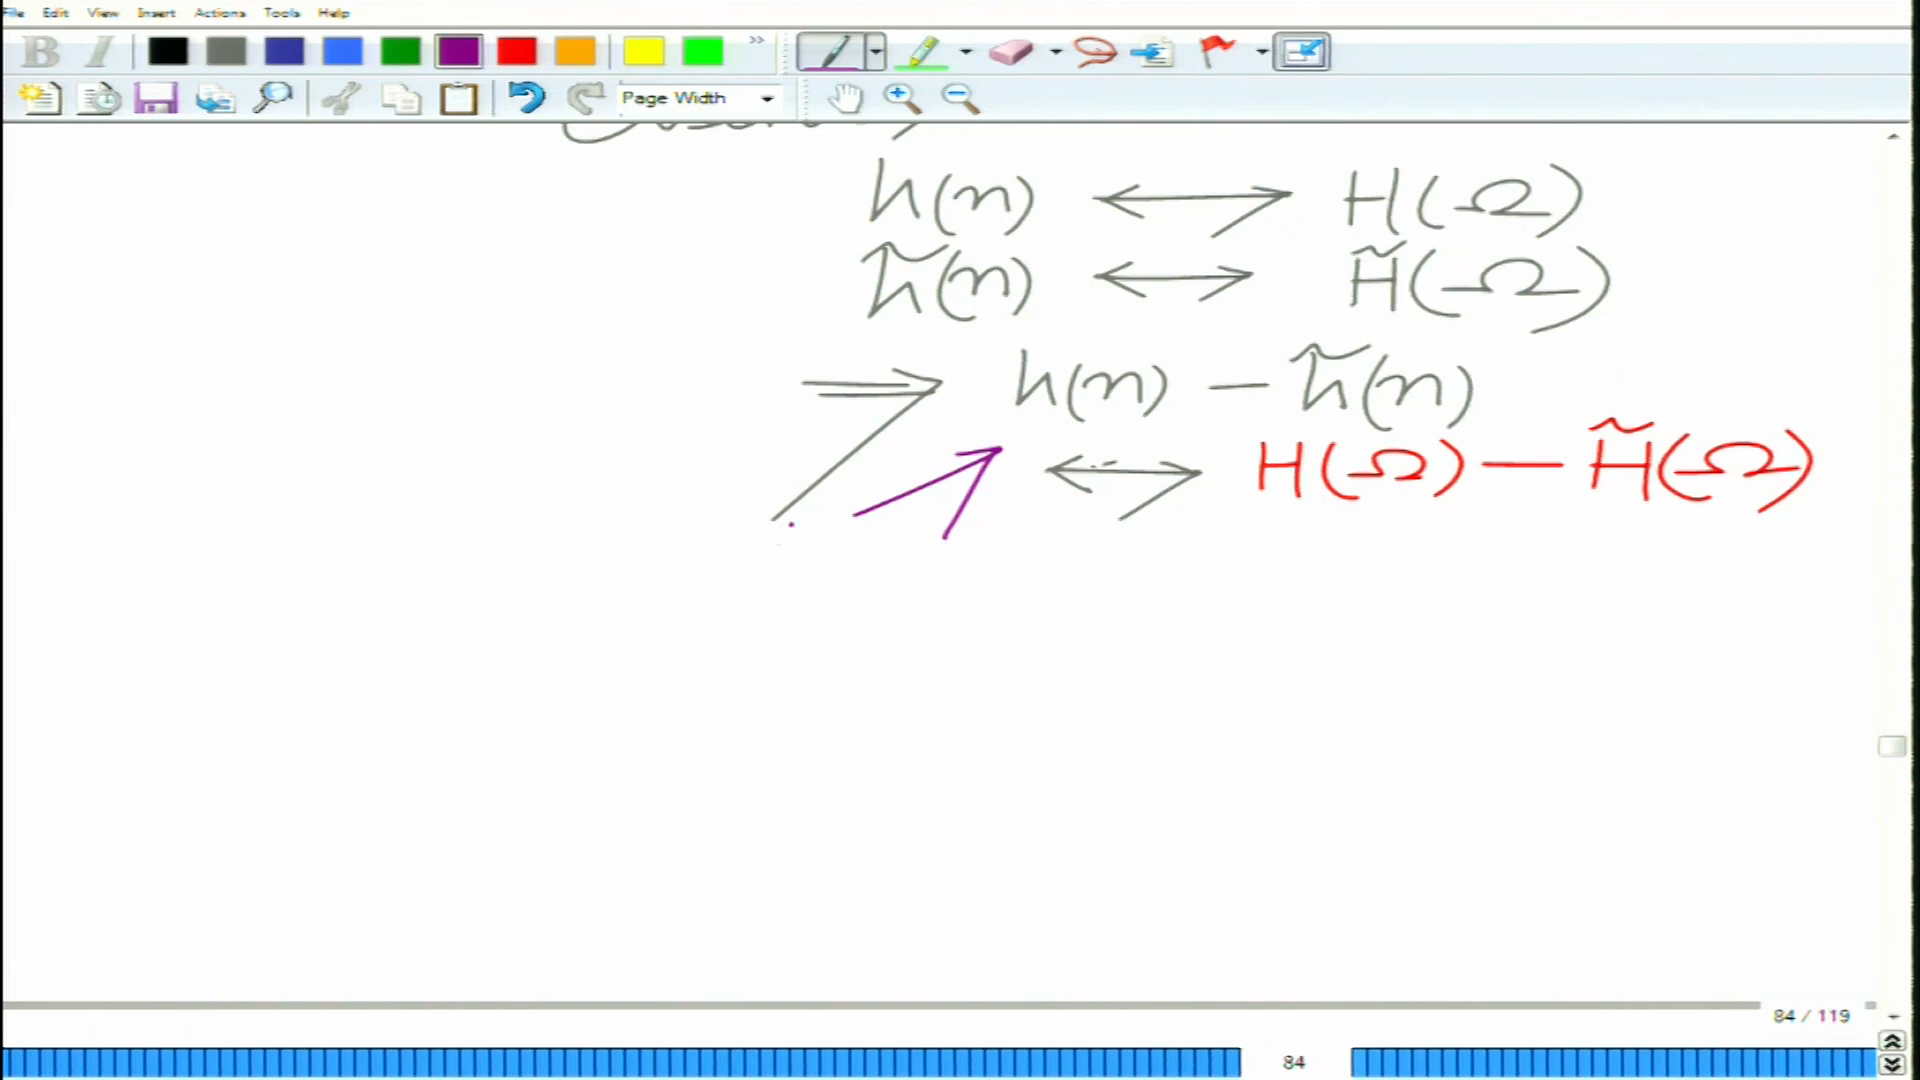 File Edit View Insert Actions Tools Help
B I
Page Width
h(n) ↔ H(Ω)
h̃(n) ↔ H̃(Ω)
⇒ h(n) − h̃(n)
↔ H(Ω) − H̃(Ω)
84 / 119
84